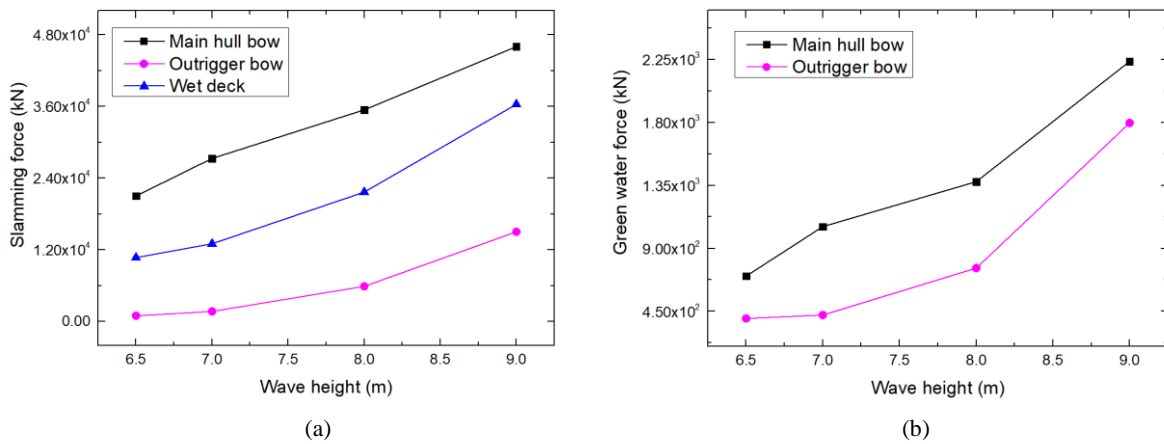 Slamming force (kN)
4.80x10⁴
3.60x10⁴
2.40x10⁴
1.20x10⁴
0.00
Main hull bow
Outrigger bow
Wet deck
6.5 7.0 7.5 8.0 8.5 9.0
Wave height (m)
(a)
Green water force (kN)
2.25x10³
1.80x10³
1.35x10³
9.00x10²
4.50x10²
Main hull bow
Outrigger bow
6.5 7.0 7.5 8.0 8.5 9.0
Wave height (m)
(b)